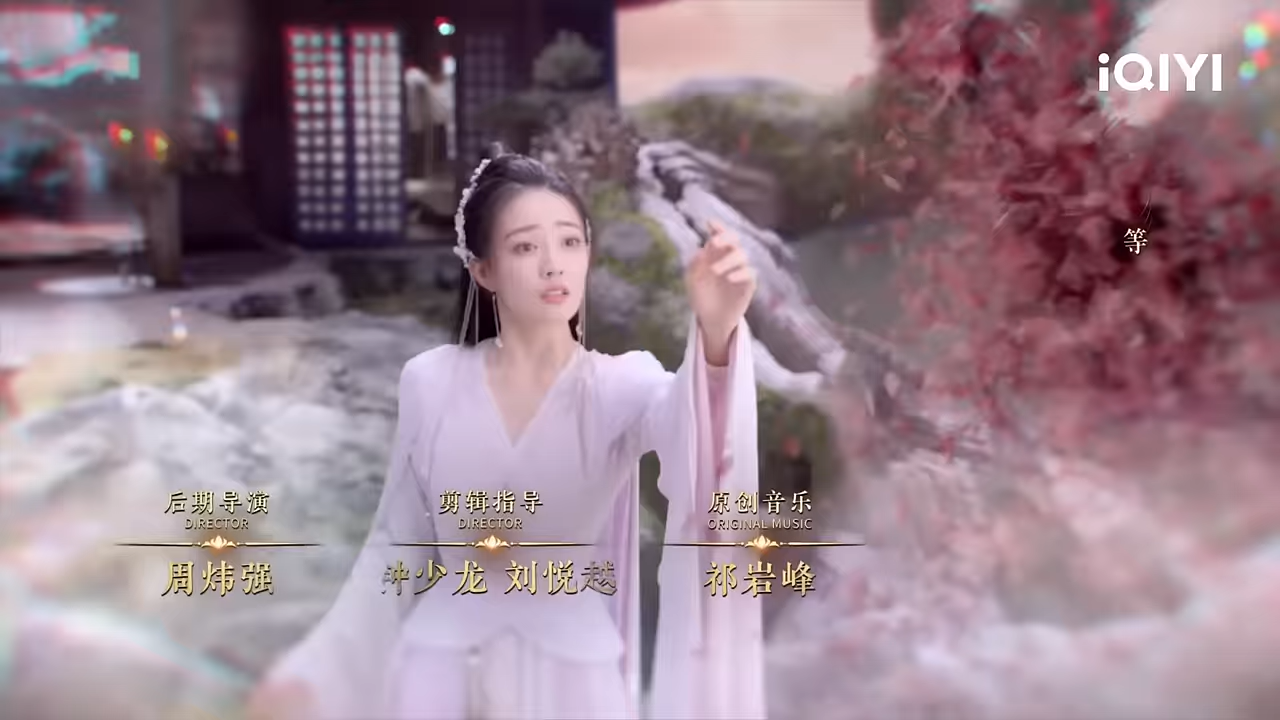 iQIYI
等
后期导演
DIRECTOR
周炜强
剪辑指导
DIRECTOR
钟少龙 刘悦越
原创音乐
ORIGINAL MUSIC
祁岩峰